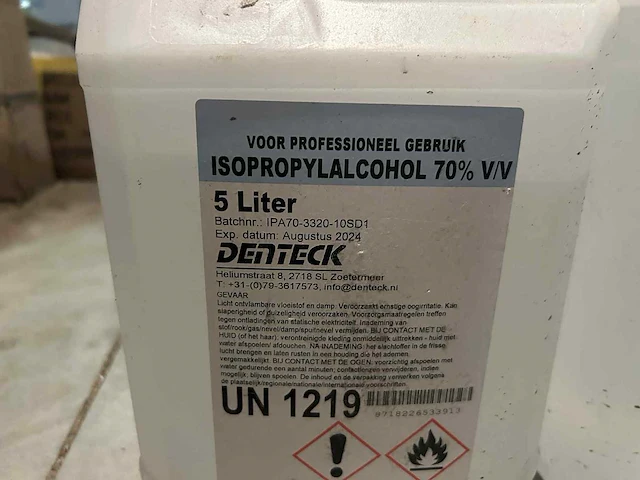 VOOR PROFESSIONEEL GEBRUIK
ISOPROPYLALCOHOL 70% V/V
5 Liter
Batchnr.: IPA70-3320-10SD1
Exp. datum: Augustus 2024
DENTECK
Heliumstraat 8, 2718 SL Zoetermeer
T: +31-(0)79-3617573, info@denteck.nl
GEVAAR
Licht ontvlambare vloeistof en damp. Veroorzaakt ernstige oogirritatie. Kan
slaperigheid of duizeligheid veroorzaken. Voorzorgsmaatregelen treffen
tegen ontladingen van statische elektriciteit. Inademing van
stof/rook/gas/nevel/damp/spuitnevel vermijden. BIJ CONTACT MET DE
HUID (of het haar): verontreinigde kleding onmiddellijk uittrekken - huid met
water afspoelen/afdouchen. NA INADEMING: het slachtoffer in de frisse
lucht brengen en laten rusten in een houding die het ademen
vergemakkelijkt. BIJ CONTACT MET DE OGEN: voorzichtig afspoelen met
water gedurende een aantal minuten; contactlenzen verwijderen, indien
mogelijk; blijven spoelen. De inhoud en de verpakking verwerken volgens
de plaatselijke/regionale/nationale/internationale voorschriften.
UN 1219
9718226533913